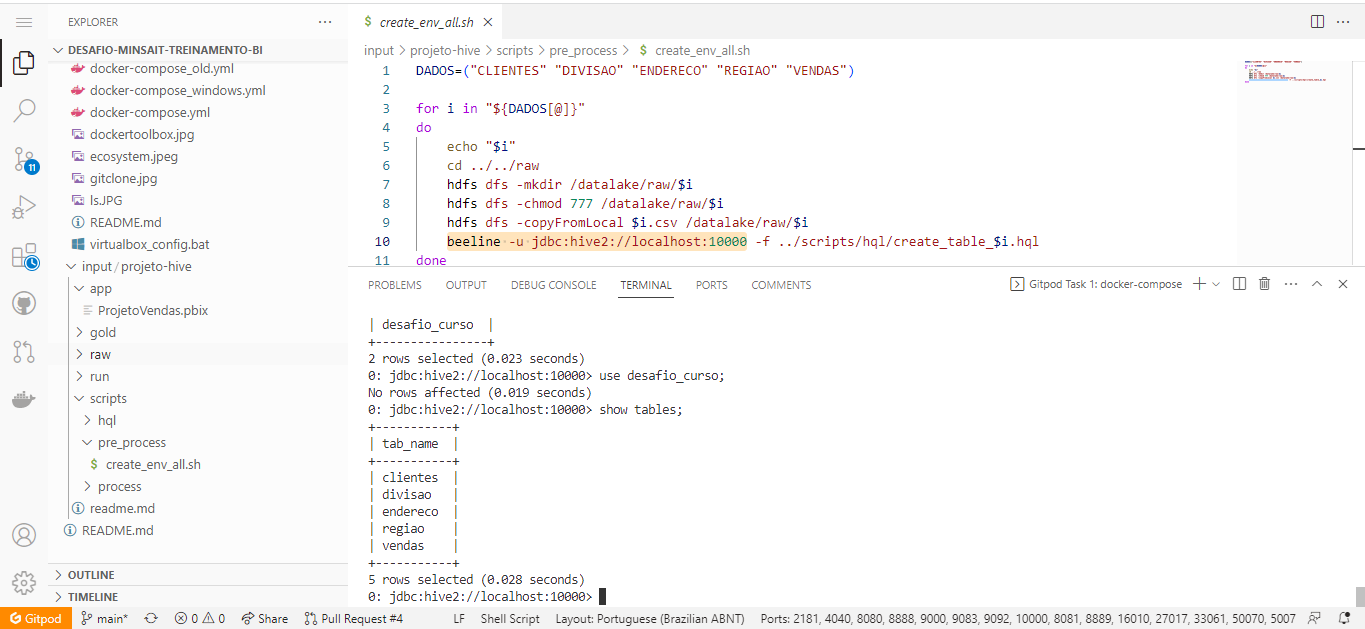 EXPLORER
DESAFIO-MINSAIT-TREINAMENTO-BI
docker-compose_old.yml
docker-compose_windows.yml
docker-compose.yml
dockertoolbox.jpg
ecosystem.jpeg
gitclone.jpg
ls.JPG
README.md
virtualbox_config.bat
input / projeto-hive
app
ProjetoVendas.pbix
gold
raw
run
scripts
hql
pre_process
$ create_env_all.sh
process
readme.md
README.md
OUTLINE
TIMELINE
11
$ create_env_all.sh
input > projeto-hive > scripts > pre_process > $ create_env_all.sh
1 DADOS=("CLIENTES" "DIVISAO" "ENDERECO" "REGIAO" "VENDAS")
2
3 for i in "${DADOS[@]}"
4 do
5 echo "$i"
6 cd ../../raw
7 hdfs dfs -mkdir /datalake/raw/$i
8 hdfs dfs -chmod 777 /datalake/raw/$i
9 hdfs dfs -copyFromLocal $i.csv /datalake/raw/$i
10 beeline -u jdbc:hive2://localhost:10000 -f ../scripts/hql/create_table_$i.hql
11 done
PROBLEMS OUTPUT DEBUG CONSOLE TERMINAL PORTS COMMENTS Gitpod Task 1: docker-compose
| desafio_curso |
+----------------+
2 rows selected (0.023 seconds)
0: jdbc:hive2://localhost:10000> use desafio_curso;
No rows affected (0.019 seconds)
0: jdbc:hive2://localhost:10000> show tables;
+-----------+
| tab_name |
+-----------+
| clientes |
| divisao |
| endereco |
| regiao |
| vendas |
+-----------+
5 rows selected (0.028 seconds)
0: jdbc:hive2://localhost:10000>
Gitpod main* 0 0 Share Pull Request #4 LF Shell Script Layout: Portuguese (Brazilian ABNT) Ports: 2181, 4040, 8080, 8888, 9000, 9083, 9092, 10000, 8081, 8889, 16010, 27017, 33061, 50070, 5007